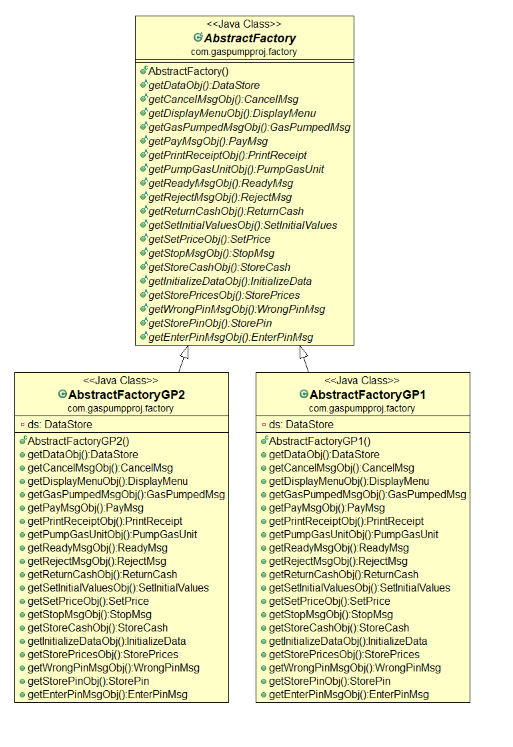 <<Java Class>>
AbstractFactory
com.gaspumpproj.factory
AbstractFactory()
getDataObj():DataStore
getCancelMsgObj():CancelMsg
getDisplayMenuObj():DisplayMenu
getGasPumpedMsgObj():GasPumpedMsg
getPayMsgObj():PayMsg
getPrintReceiptObj():PrintReceipt
getPumpGasUnitObj():PumpGasUnit
getReadyMsgObj():ReadyMsg
getRejectMsgObj():RejectMsg
getReturnCashObj():ReturnCash
getSetInitialValuesObj():SetInitialValues
getSetPriceObj():SetPrice
getStopMsgObj():StopMsg
getStoreCashObj():StoreCash
getInitializeDataObj():InitializeData
getStorePricesObj():StorePrices
getWrongPinMsgObj():WrongPinMsg
getStorePinObj():StorePin
getEnterPinMsgObj():EnterPinMsg
<<Java Class>>
AbstractFactoryGP2
com.gaspumpproj.factory
ds: DataStore
AbstractFactoryGP2()
getDataObj():DataStore
getCancelMsgObj():CancelMsg
getDisplayMenuObj():DisplayMenu
getGasPumpedMsgObj():GasPumpedMsg
getPayMsgObj():PayMsg
getPrintReceiptObj():PrintReceipt
getPumpGasUnitObj():PumpGasUnit
getReadyMsgObj():ReadyMsg
getRejectMsgObj():RejectMsg
getReturnCashObj():ReturnCash
getSetInitialValuesObj():SetInitialValues
getSetPriceObj():SetPrice
getStopMsgObj():StopMsg
getStoreCashObj():StoreCash
getInitializeDataObj():InitializeData
getStorePricesObj():StorePrices
getWrongPinMsgObj():WrongPinMsg
getStorePinObj():StorePin
getEnterPinMsgObj():EnterPinMsg
<<Java Class>>
AbstractFactoryGP1
com.gaspumpproj.factory
ds: DataStore
AbstractFactoryGP1()
getDataObj():DataStore
getCancelMsgObj():CancelMsg
getDisplayMenuObj():DisplayMenu
getGasPumpedMsgObj():GasPumpedMsg
getPayMsgObj():PayMsg
getPrintReceiptObj():PrintReceipt
getPumpGasUnitObj():PumpGasUnit
getReadyMsgObj():ReadyMsg
getRejectMsgObj():RejectMsg
getReturnCashObj():ReturnCash
getSetInitialValuesObj():SetInitialValues
getSetPriceObj():SetPrice
getStopMsgObj():StopMsg
getStoreCashObj():StoreCash
getInitializeDataObj():InitializeData
getStorePricesObj():StorePrices
getWrongPinMsgObj():WrongPinMsg
getStorePinObj():StorePin
getEnterPinMsgObj():EnterPinMsg